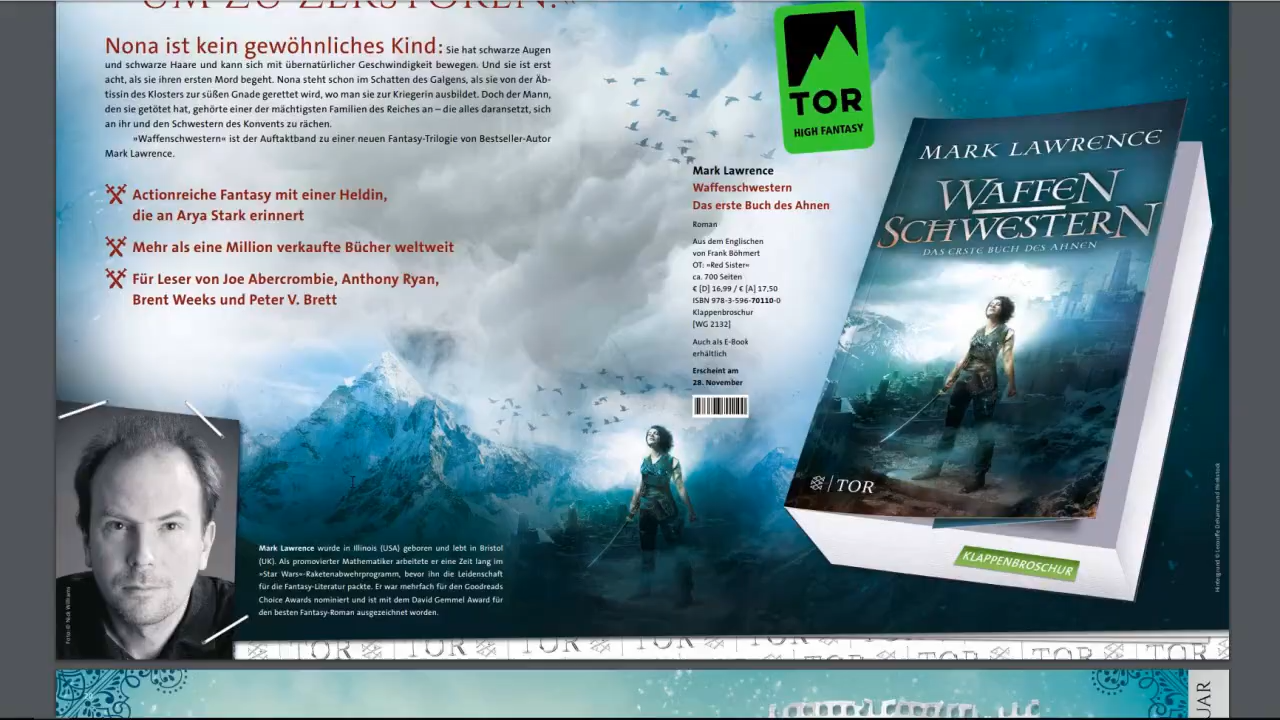 UM ZU ZERSTÖREN.«
Nona ist kein gewöhnliches Kind: Sie hat schwarze Augen
und schwarze Haare und kann sich mit übernatürlicher Geschwindigkeit bewegen. Und sie ist erst
acht, als sie ihren ersten Mord begeht. Nona steht schon im Schatten des Galgens, als sie von der Äb-
tissin des Klosters zur süßen Gnade gerettet wird, wo man sie zur Kriegerin ausbildet. Doch der Mann,
den sie getötet hat, gehörte einer der mächtigsten Familien des Reiches an – die alles daransetzt, sich
an ihr und den Schwestern des Konvents zu rächen.
»Waffenschwestern« ist der Auftaktband zu einer neuen Fantasy-Trilogie von Bestseller-Autor
Mark Lawrence.
Actionreiche Fantasy mit einer Heldin,
die an Arya Stark erinnert
Mehr als eine Million verkaufte Bücher weltweit
Für Leser von Joe Abercrombie, Anthony Ryan,
Brent Weeks und Peter V. Brett
TOR
HIGH FANTASY
Mark Lawrence
Waffenschwestern
Das erste Buch des Ahnen
Roman
Aus dem Englischen
von Frank Böhmert
OT: »Red Sister«
ca. 700 Seiten
€ [D] 16,99 / € [A] 17,50
ISBN 978-3-596-70110-0
Klappenbroschur
[WG 2132]
Auch als E-Book
erhältlich
Erscheint am
28. November
MARK LAWRENCE
WAFFEN
SCHWESTERN
DAS ERSTE BUCH DES AHNEN
TOR
KLAPPENBROSCHUR
Mark Lawrence wurde in Illinois (USA) geboren und lebt in Bristol
(UK). Als promovierter Mathematiker arbeitete er eine Zeit lang im
»Star Wars«-Raketenabwehrprogramm, bevor ihn die Leidenschaft
für die Fantasy-Literatur packte. Er war mehrfach für den Goodreads
Choice Awards nominiert und ist mit dem David Gemmel Award für
den besten Fantasy-Roman ausgezeichnet worden.
Foto: © Nick Williams
TOR TOR TOR TOR TOR TOR TOR
UAR